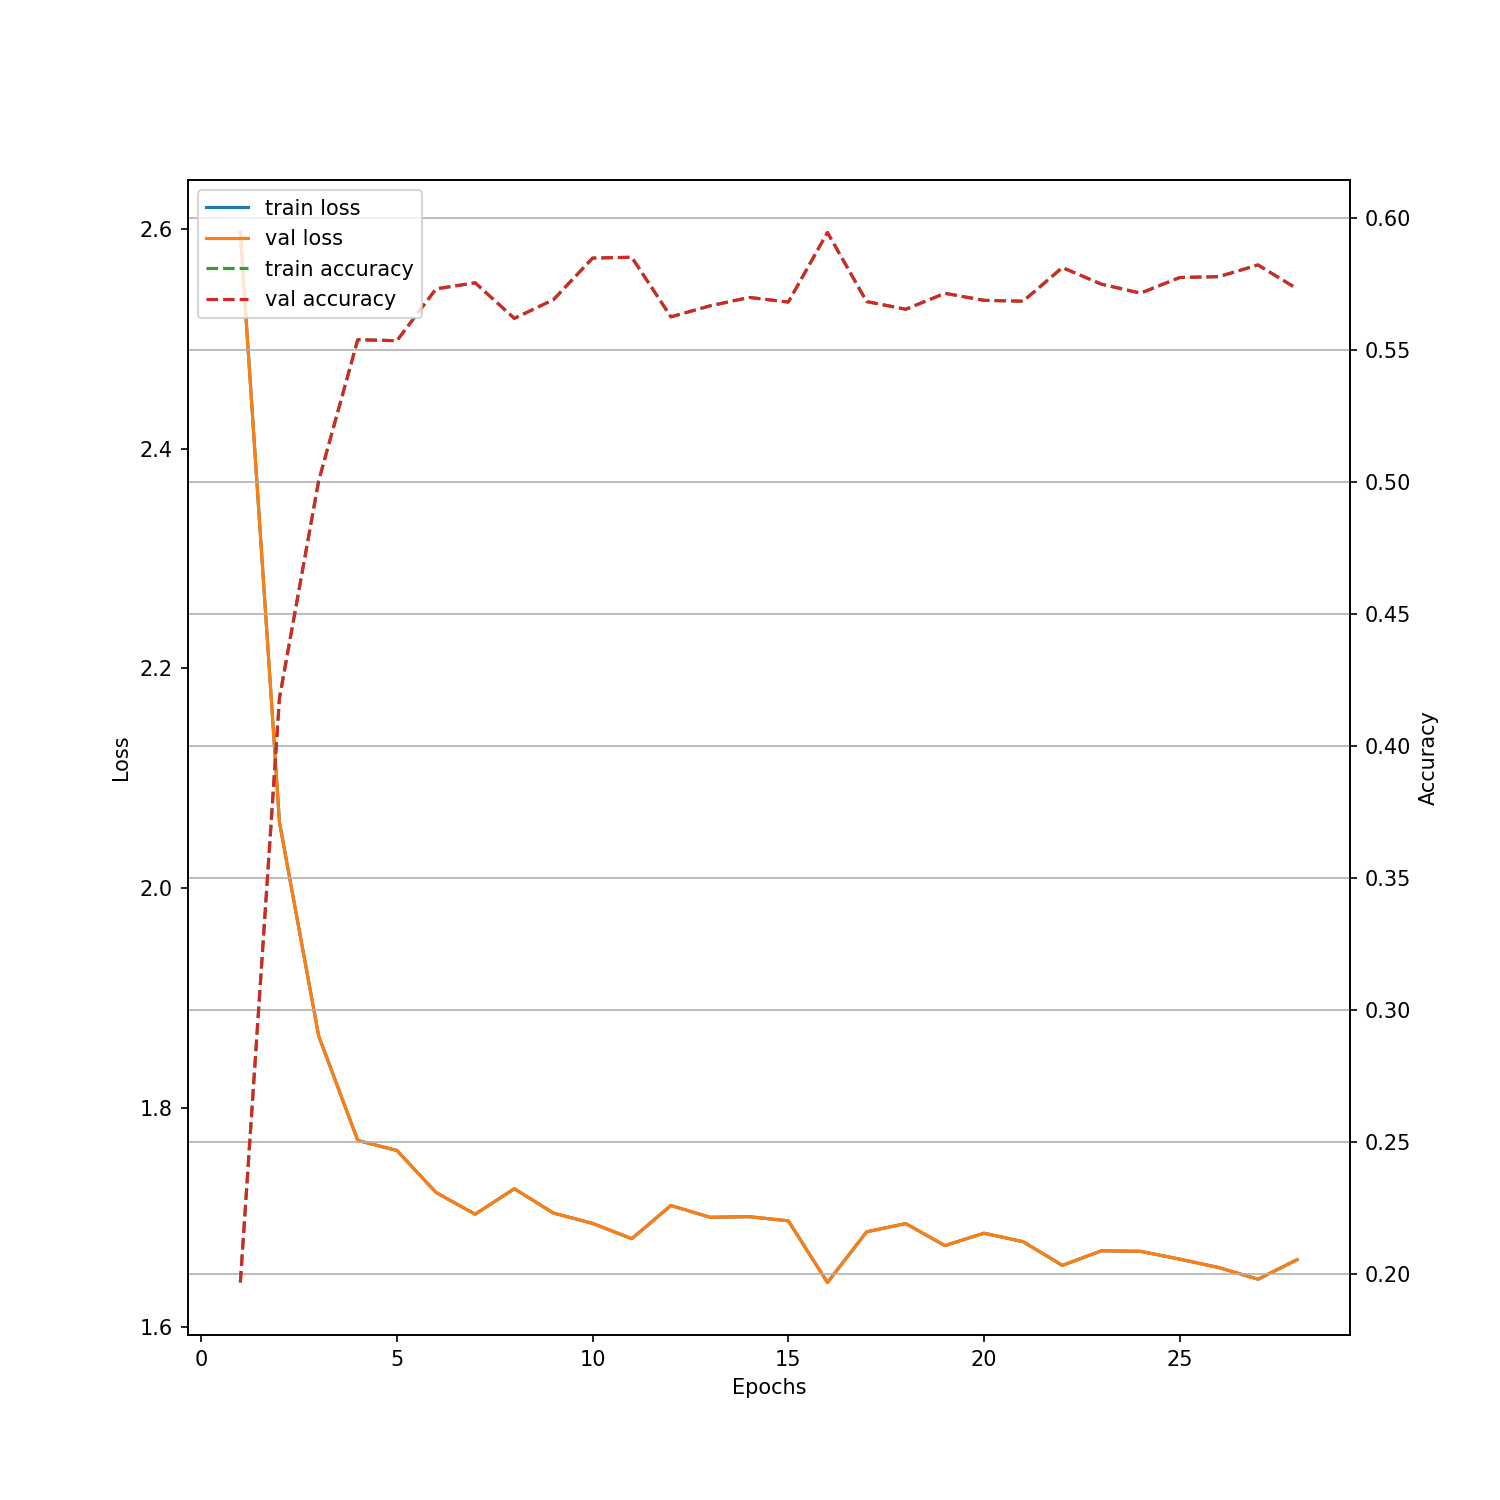 train loss
val loss
train accuracy
val accuracy
2.6
2.4
2.2
2.0
1.8
1.6
Loss
0.60
0.55
0.50
0.45
0.40
0.35
0.30
0.25
0.20
Accuracy
0 5 10 15 20 25
Epochs